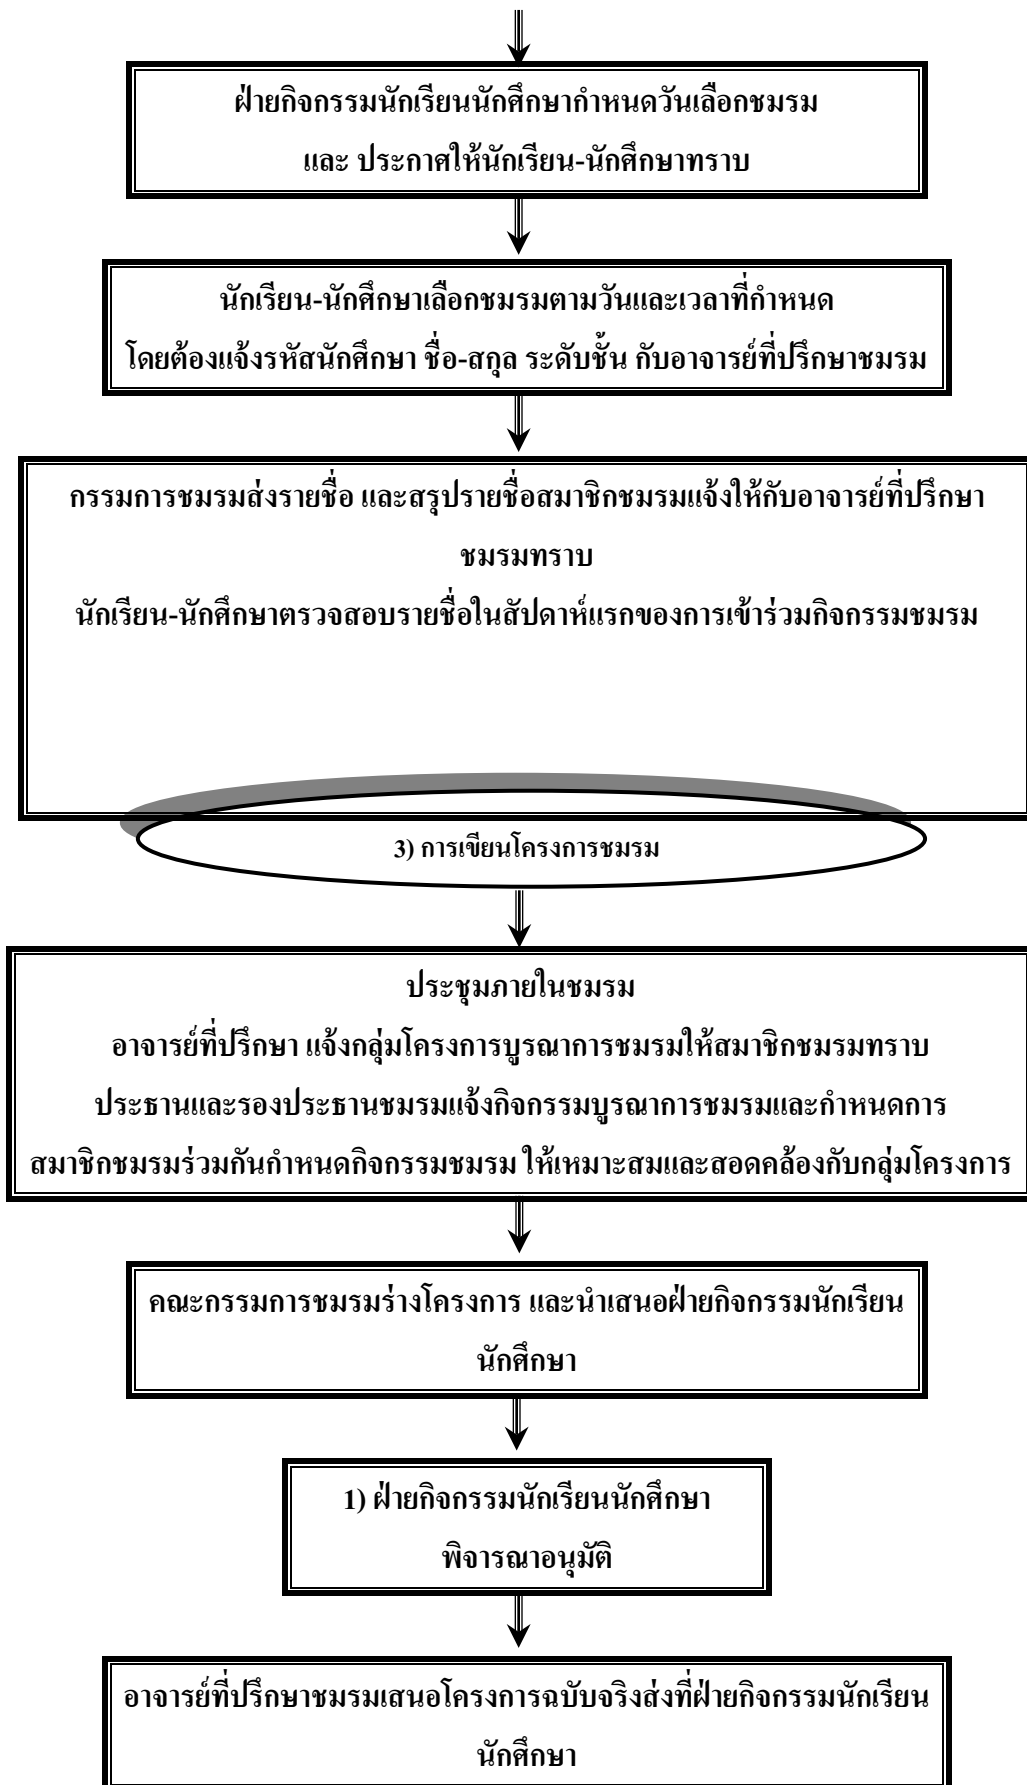 ฝ่ายกิจกรรมนักเรียนนักศึกษากำหนดวันเลือกชมรม
และ ประกาศให้นักเรียน-นักศึกษาทราบ
นักเรียน-นักศึกษาเลือกชมรมตามวันและเวลาที่กำหนด
โดยต้องแจ้งรหัสนักศึกษา ชื่อ-สกุล ระดับชั้น กับอาจารย์ที่ปรึกษาชมรม
กรรมการชมรมส่งรายชื่อ และสรุปรายชื่อสมาชิกชมรมแจ้งให้กับอาจารย์ที่ปรึกษา
ชมรมทราบ
นักเรียน-นักศึกษาตรวจสอบรายชื่อในสัปดาห์แรกของการเข้าร่วมกิจกรรมชมรม
3) การเขียนโครงการชมรม
ประชุมภายในชมรม
อาจารย์ที่ปรึกษา แจ้งกลุ่มโครงการบูรณาการชมรมให้สมาชิกชมรมทราบ
ประธานและรองประธานชมรมแจ้งกิจกรรมบูรณาการชมรมและกำหนดการ
สมาชิกชมรมร่วมกันกำหนดกิจกรรมชมรม ให้เหมาะสมและสอดคล้องกับกลุ่มโครงการ
คณะกรรมการชมรมร่างโครงการ และนำเสนอฝ่ายกิจกรรมนักเรียน
นักศึกษา
1) ฝ่ายกิจกรรมนักเรียนนักศึกษา
พิจารณาอนุมัติ
อาจารย์ที่ปรึกษาชมรมเสนอโครงการฉบับจริงส่งที่ฝ่ายกิจกรรมนักเรียน
นักศึกษา